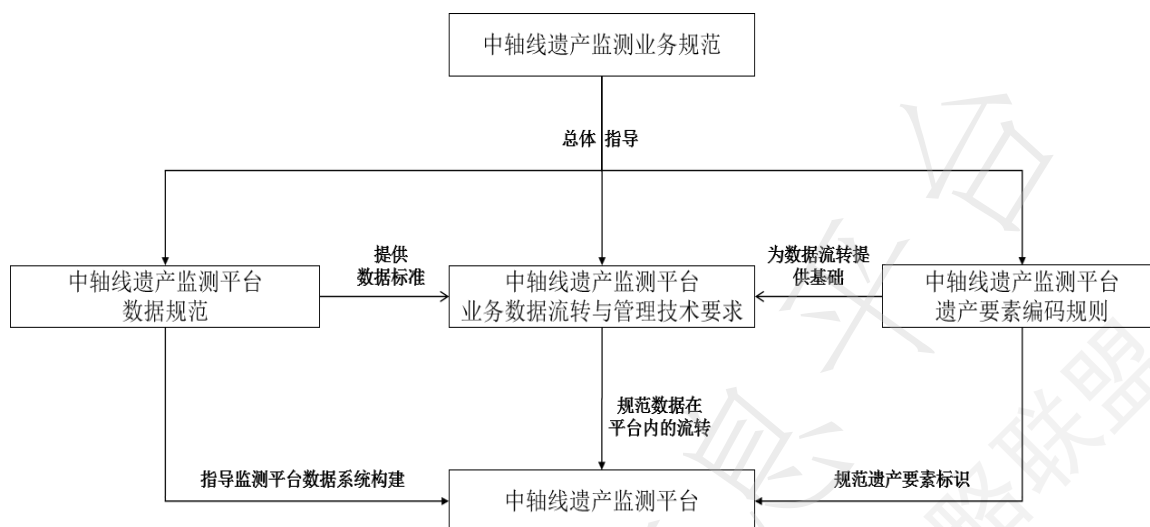 中轴线遗产监测业务规范
总体 指导
提供
数据标准
为数据流转提
供基础
中轴线遗产监测平台
数据规范
中轴线遗产监测平台
业务数据流转与管理技术要求
中轴线遗产监测平台
遗产要素编码规则
规范数据在
平台内的流转
指导监测平台数据系统构建
规范遗产要素标识
中轴线遗产监测平台
息平台
略联盟